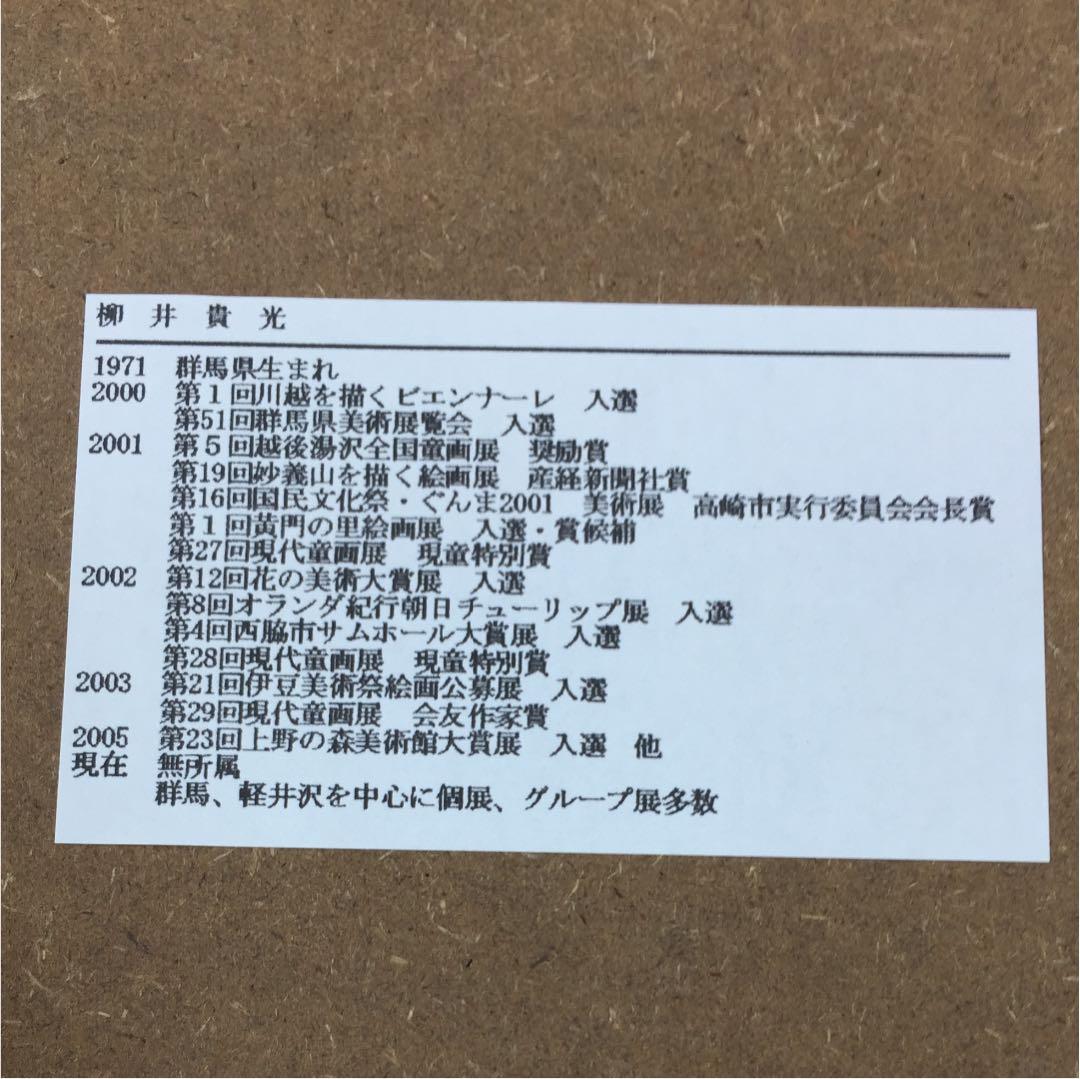 柳 井 貴 光
1971 群馬県生まれ
2000 第1回川越を描くビエンナーレ 入選
第51回群馬県美術展覧会 入選
2001 第5回越後湯沢全国童画展 奨励賞
第19回妙義山を描く絵画展 産経新聞社賞
第16回国民文化祭・ぐんま2001 美術展 高崎市実行委員会会長賞
第1回黄門の里絵画展 入選・賞候補
第27回現代童画展 現童特別賞
2002 第12回花の美術大賞展 入選
第8回オランダ紀行朝日チューリップ展 入選
第4回西脇市サムホール大賞展 入選
第28回現代童画展 現童特別賞
2003 第21回伊豆美術祭絵画公募展 入選
第29回現代童画展 会友作家賞
2005 第23回上野の森美術館大賞展 入選 他
現在 無所属
群馬、軽井沢を中心に個展、グループ展多数